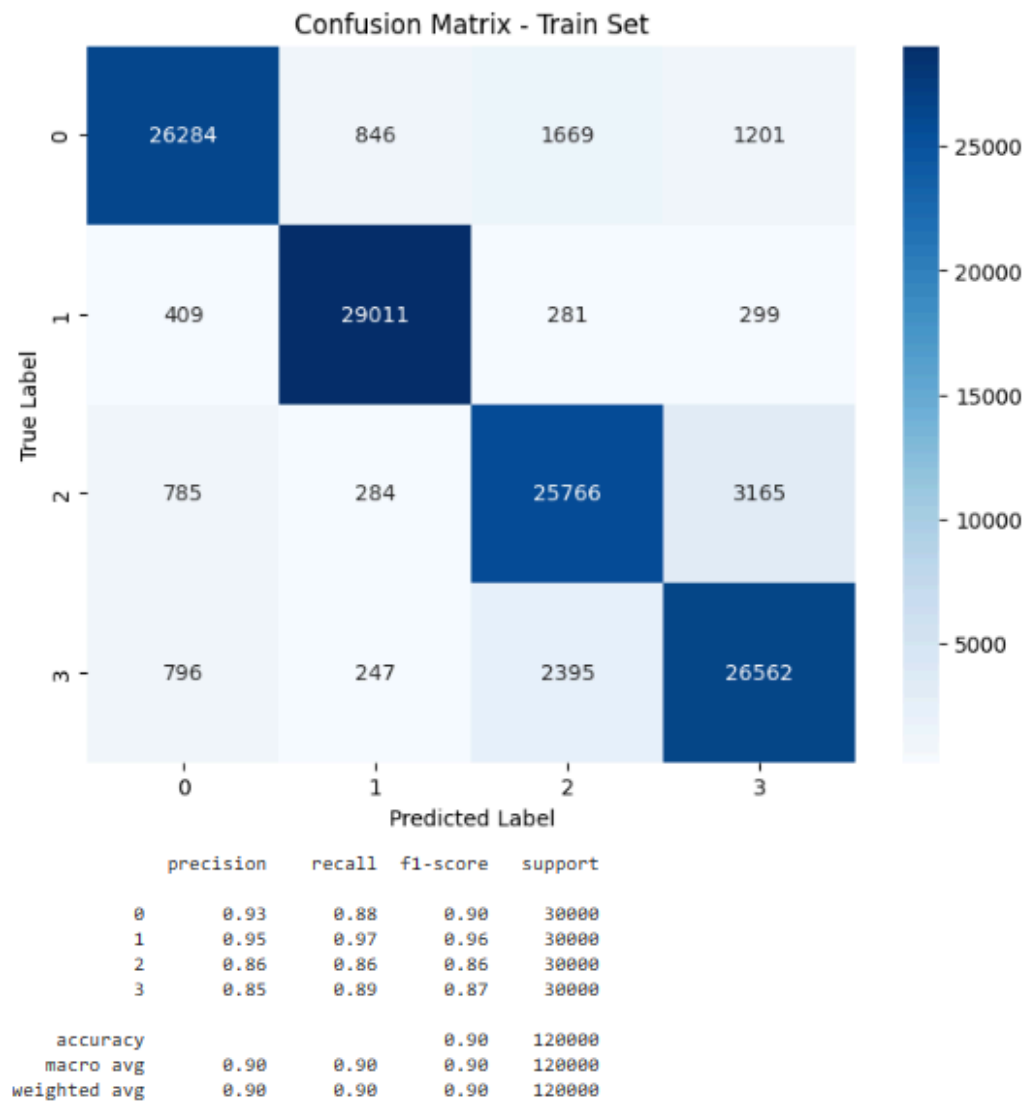 Confusion Matrix - Train Set
0 26284 846 1669 1201
25000
20000
1 409 29011 281 299
15000
True Label
2 785 284 25766 3165
10000
5000
3 796 247 2395 26562
0 1 2 3
Predicted Label
precision recall f1-score support
0 0.93 0.88 0.90 30000
1 0.95 0.97 0.96 30000
2 0.86 0.86 0.86 30000
3 0.85 0.89 0.87 30000
accuracy 0.90 120000
macro avg 0.90 0.90 0.90 120000
weighted avg 0.90 0.90 0.90 120000